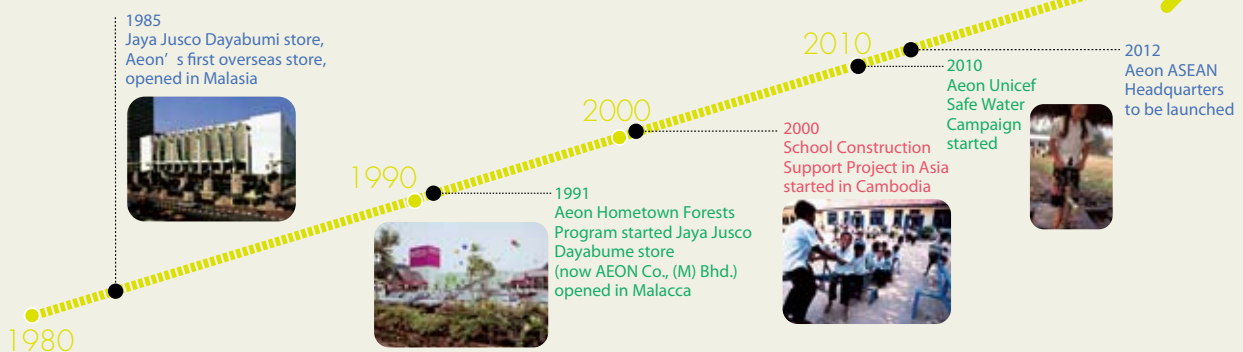 1985
Jaya Jusco Dayabumi store,
Aeon’ s first overseas store,
opened in Malasia
1980
1990
1991
Aeon Hometown Forests
Program started Jaya Jusco
Dayabume store
(now AEON Co., (M) Bhd.)
opened in Malacca
2000
2000
School Construction
Support Project in Asia
started in Cambodia
2010
2010
Aeon Unicef
Safe Water
Campaign
started
2012
Aeon ASEAN
Headquarters
to be launched